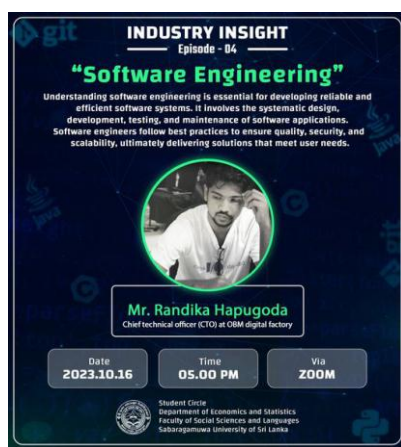 git
INDUSTRY INSIGHT
Episode - 04
“Software Engineering”
Understanding software engineering is essential for developing reliable and
efficient software systems. It involves the systematic design,
development, testing, and maintenance of software applications.
Software engineers follow best practices to ensure quality, security, and
scalability, ultimately delivering solutions that meet user needs.
Java
Java
Mr. Randika Hapugoda
Chief technical officer (CTO) at OBM digital factory
Date
2023.10.16
Time
05.00 PM
Via
ZOOM
Student Circle
Department of Economics and Statistics
Faculty of Social Sciences and Languages
Sabaragamuwa University of Sri Lanka